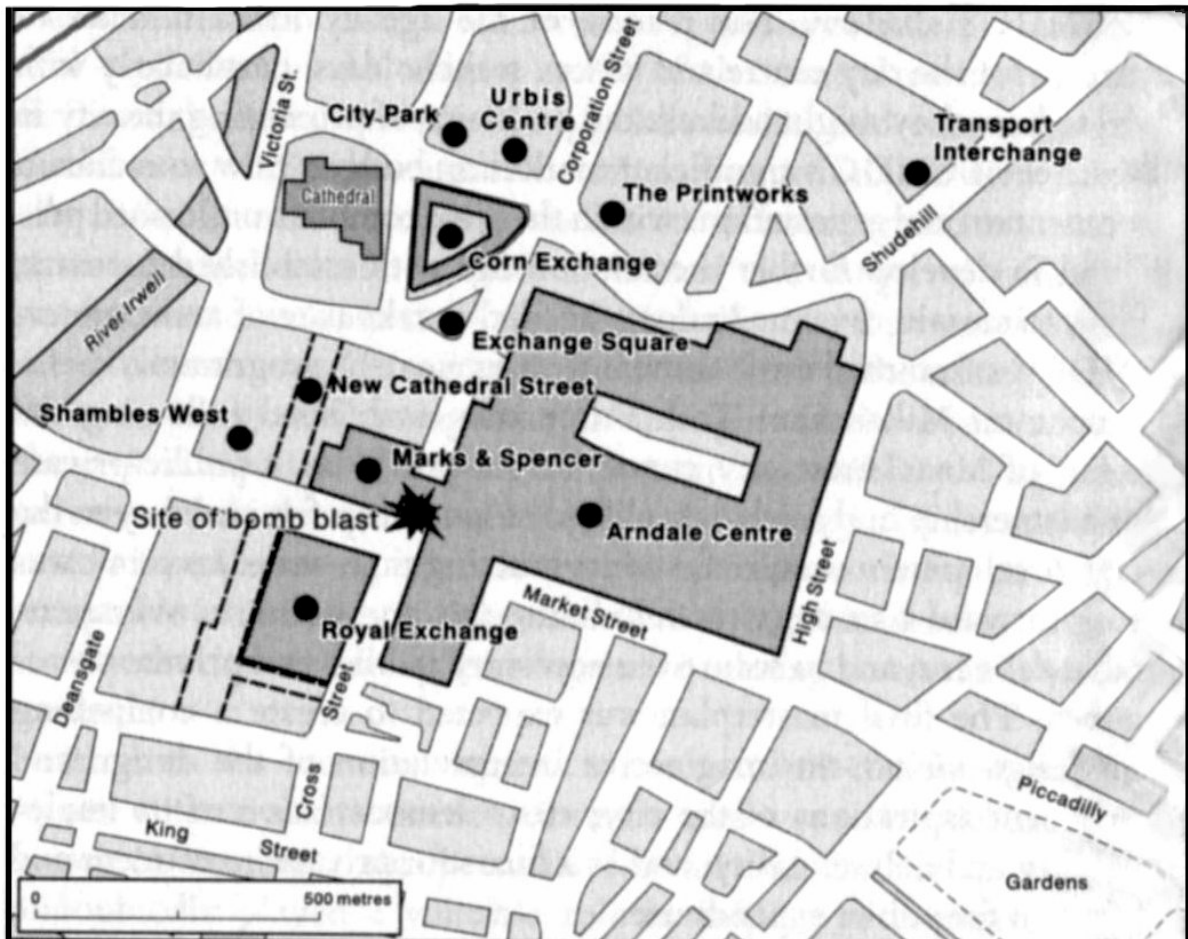 Victoria St.
City Park
Urbis
Centre
Corporation Street
Transport
Interchange
Cathedral
The Printworks
Shudehill
Corn Exchange
River Irwell
Exchange Square
New Cathedral Street
Shambles West
Marks & Spencer
Site of bomb blast
Arndale Centre
Market Street
High Street
Royal Exchange
Deansgate
Cross Street
Piccadilly
King Street
Gardens
0 500 metres